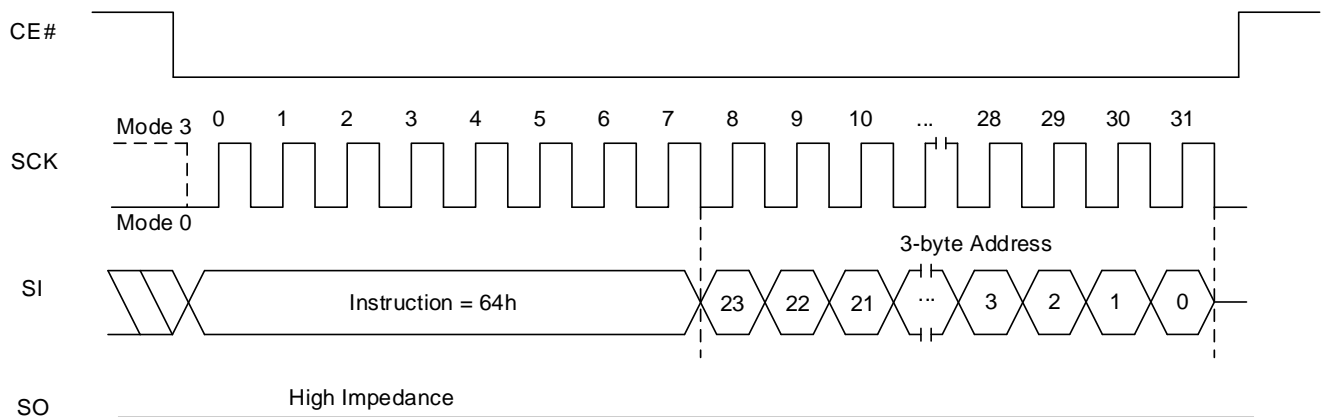 CE#
Mode 3
0 1 2 3 4 5 6 7 8 9 10 ... 28 29 30 31
SCK
Mode 0
3-byte Address
SI
Instruction = 64h
23 22 21 ... 3 2 1 0
High Impedance
SO